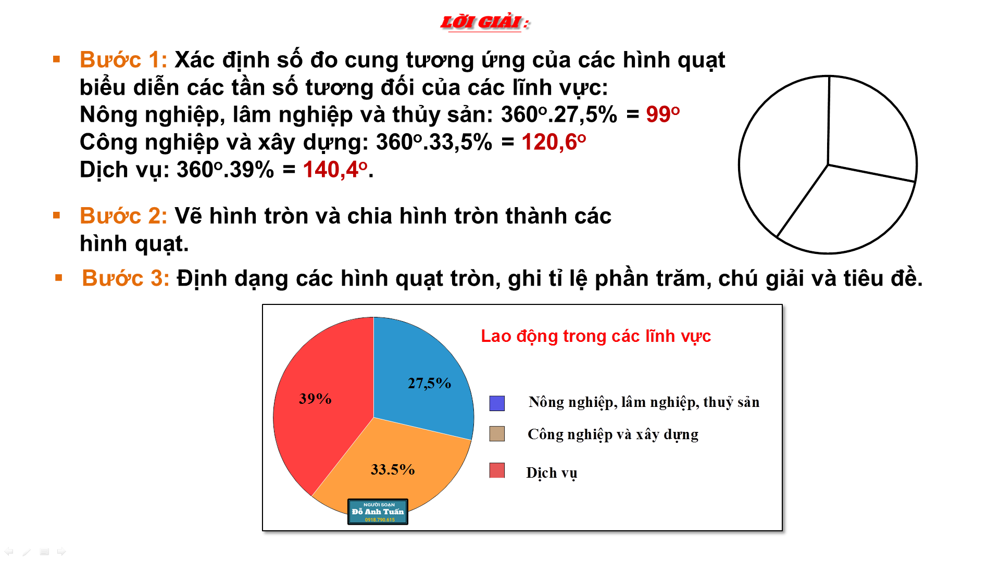 LỜI GIẢI :
▪ Bước 1: Xác định số đo cung tương ứng của các hình quạt
biểu diễn các tần số tương đối của các lĩnh vực:
Nông nghiệp, lâm nghiệp và thủy sản: 360º.27,5% = 99º
Công nghiệp và xây dựng: 360º.33,5% = 120,6º
Dịch vụ: 360º.39% = 140,4º.
▪ Bước 2: Vẽ hình tròn và chia hình tròn thành các
hình quạt.
▪ Bước 3: Định dạng các hình quạt tròn, ghi tỉ lệ phần trăm, chú giải và tiêu đề.
Lao động trong các lĩnh vực
27,5%
39%
33.5%
Nông nghiệp, lâm nghiệp, thuỷ sản
Công nghiệp và xây dựng
Dịch vụ
NGƯỜI SOẠN
Đỗ Anh Tuấn
0918.790.615